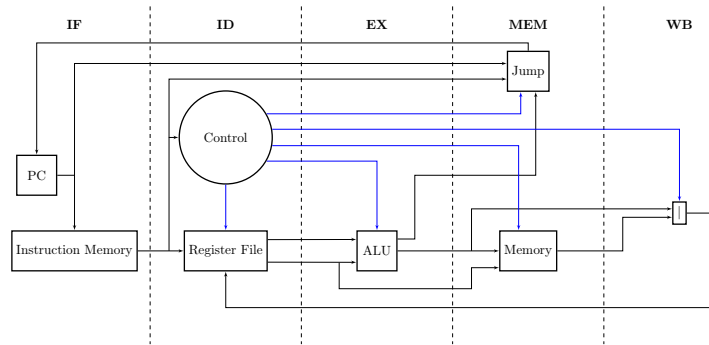 IF ID EX MEM WB
Jump
Control
PC
Instruction Memory Register File ALU Memory